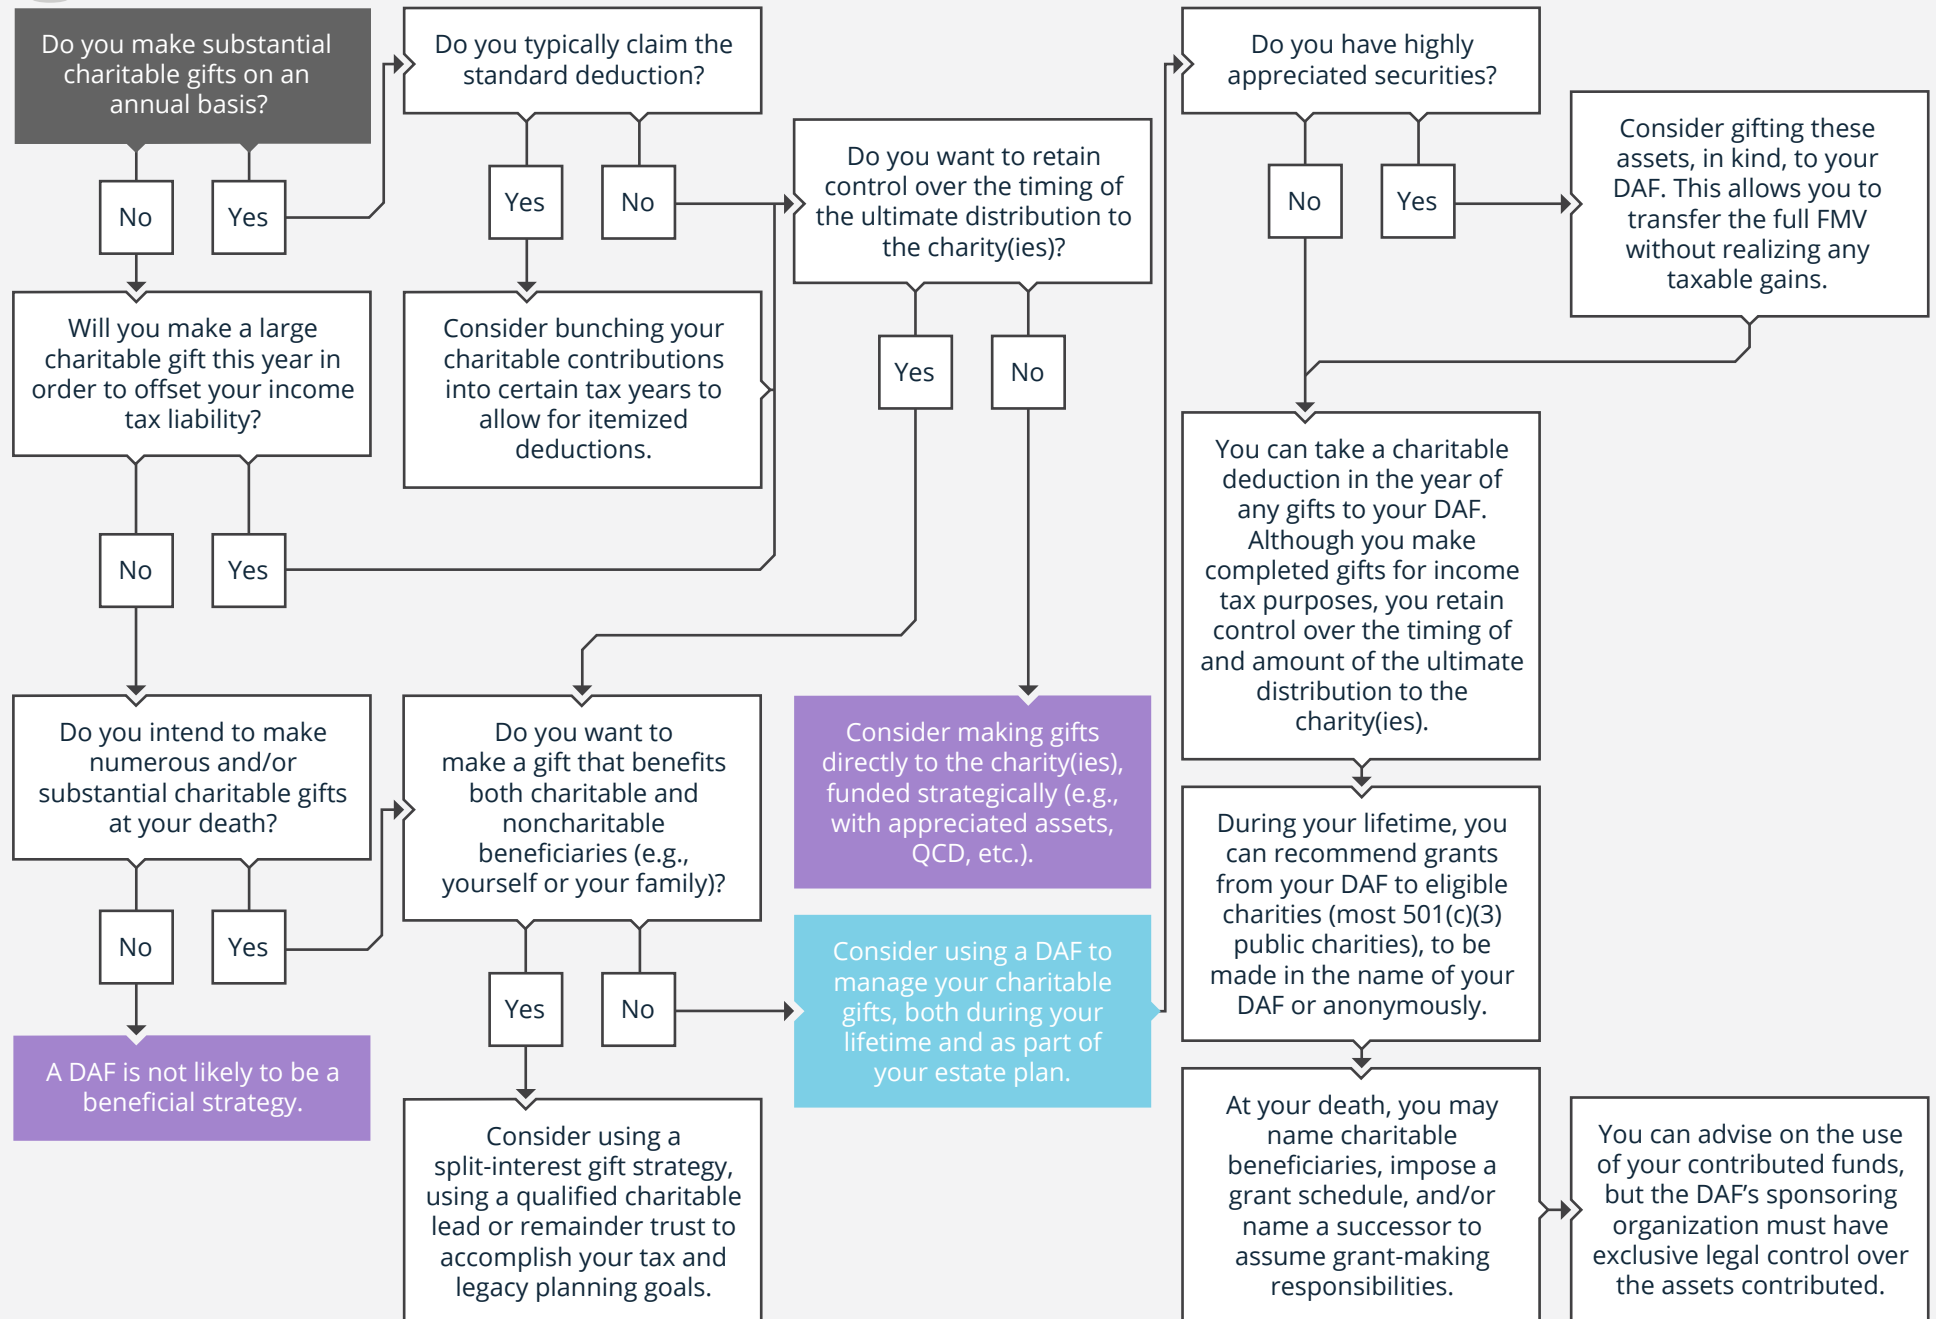 Do you make substantial
charitable gifts on an
annual basis?
No
Yes
Will you make a large
charitable gift this year in
order to offset your income
tax liability?
No
Yes
Do you intend to make
numerous and/or
substantial charitable gifts
at your death?
No
Yes
A DAF is not likely to be a
beneficial strategy.
Do you typically claim the
standard deduction?
Yes
No
Consider bunching your
charitable contributions
into certain tax years to
allow for itemized
deductions.
Do you want to
make a gift that benefits
both charitable and
noncharitable
beneficiaries (e.g.,
yourself or your family)?
Yes
No
Consider using a
split-interest gift strategy,
using a qualified charitable
lead or remainder trust to
accomplish your tax and
legacy planning goals.
Do you want to retain
control over the timing of
the ultimate distribution to
the charity(ies)?
Yes
No
Consider making gifts
directly to the charity(ies),
funded strategically (e.g.,
with appreciated assets,
QCD, etc.).
Consider using a DAF to
manage your charitable
gifts, both during your
lifetime and as part of
your estate plan.
Do you have highly
appreciated securities?
No
Yes
Consider gifting these
assets, in kind, to your
DAF. This allows you to
transfer the full FMV
without realizing any
taxable gains.
You can take a charitable
deduction in the year of
any gifts to your DAF.
Although you make
completed gifts for income
tax purposes, you retain
control over the timing of
and amount of the ultimate
distribution to the
charity(ies).
During your lifetime, you
can recommend grants
from your DAF to eligible
charities (most 501(c)(3)
public charities), to be
made in the name of your
DAF or anonymously.
At your death, you may
name charitable
beneficiaries, impose a
grant schedule, and/or
name a successor to
assume grant-making
responsibilities.
You can advise on the use
of your contributed funds,
but the DAF’s sponsoring
organization must have
exclusive legal control over
the assets contributed.